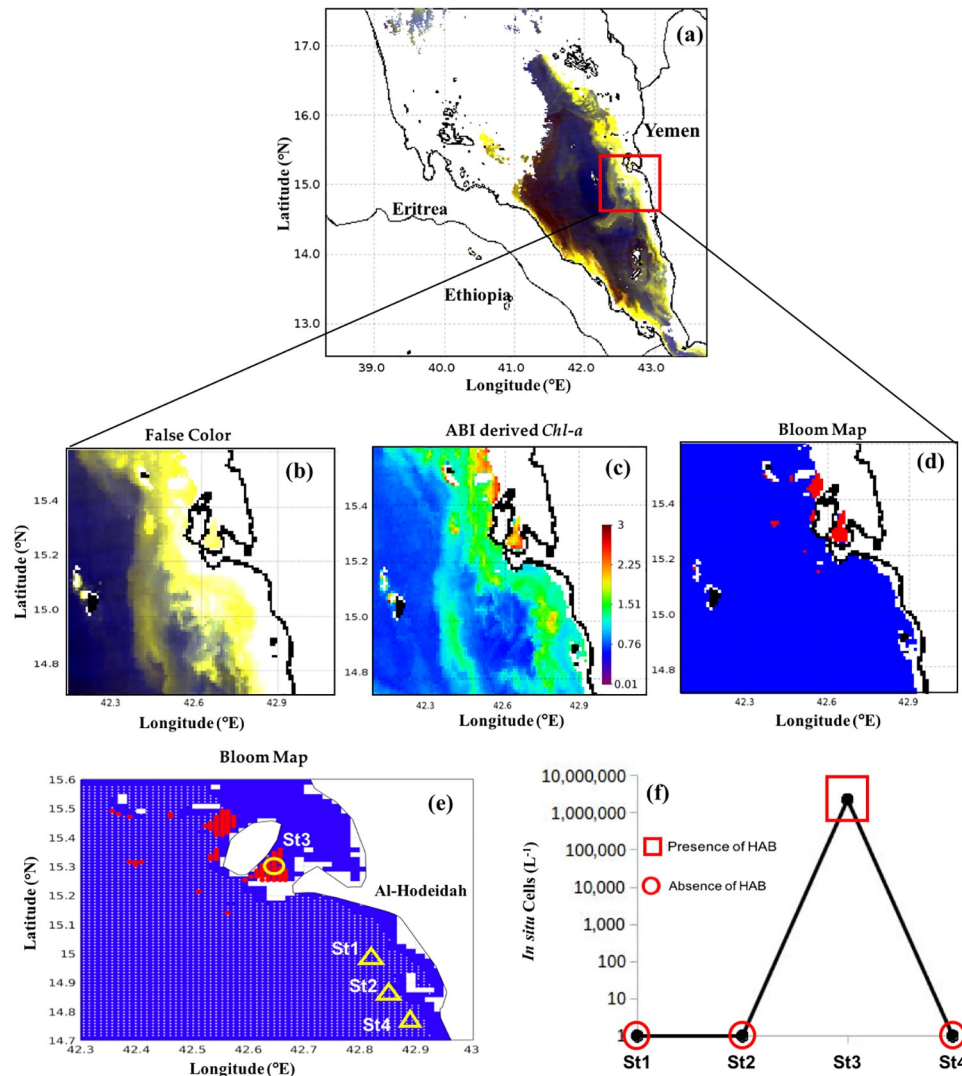 (a)
17.0
16.0
15.0
14.0
13.0
Latitude (°N)
Yemen
Eritrea
Ethiopia
39.0 40.0 41.0 42.0 43.0
Longitude (°E)
False Color
(b)
15.4
15.2
15.0
14.8
Latitude (°N)
42.3 42.6 42.9
Longitude (°E)
ABI derived Chl-a
(c)
15.4
15.2
15.0
14.8
3
2.25
1.51
0.76
0.01
42.3 42.6 42.9
Longitude (°E)
Bloom Map
(d)
15.4
15.2
15.0
14.8
42.3 42.6 42.9
Longitude (°E)
Bloom Map
(e)
15.6
15.5
15.4
15.3
15.2
15.1
15
14.9
14.8
14.7
Latitude (°N)
St3
Al-Hodeidah
St1
St2
St4
42.3 42.4 42.5 42.6 42.7 42.8 42.9 43
Longitude (°E)
(f)
10,000,000
1,000,000
100,000
10,000
1,000
100
10
1
In situ Cells (L⁻¹)
Presence of HAB
Absence of HAB
St1 St2 St3 St4